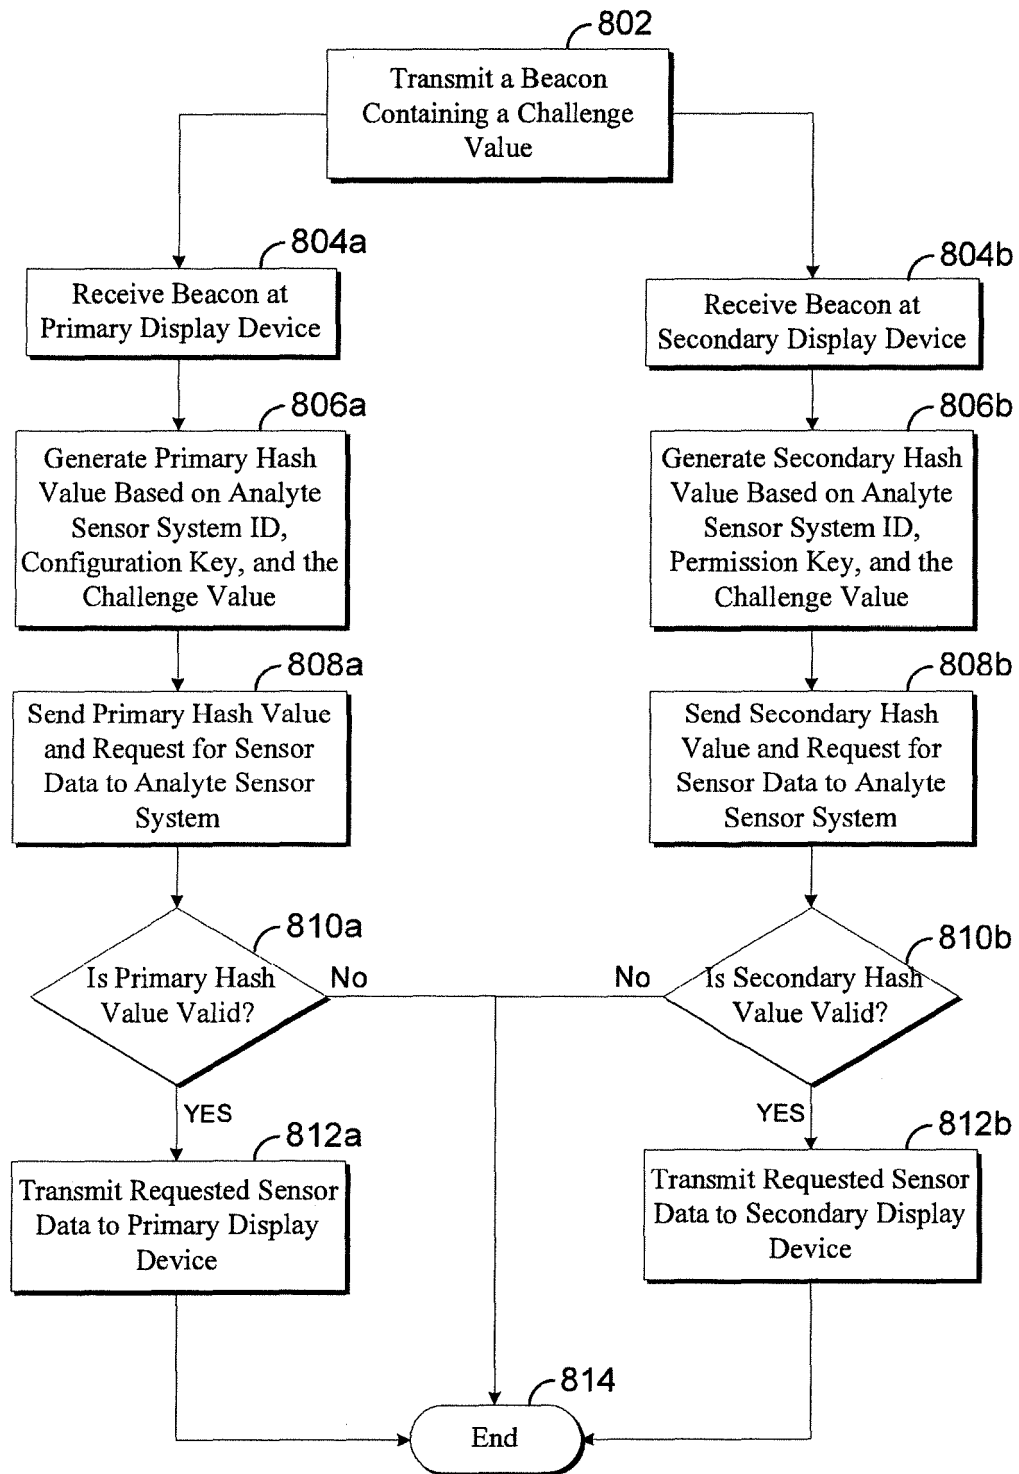 802
Transmit a Beacon
Containing a Challenge
Value
804a
Receive Beacon at
Primary Display Device
804b
Receive Beacon at
Secondary Display Device
806a
Generate Primary Hash
Value Based on Analyte
Sensor System ID,
Configuration Key, and the
Challenge Value
806b
Generate Secondary Hash
Value Based on Analyte
Sensor System ID,
Permission Key, and the
Challenge Value
808a
Send Primary Hash Value
and Request for Sensor
Data to Analyte Sensor
System
808b
Send Secondary Hash
Value and Request for
Sensor Data to Analyte
Sensor System
810a
Is Primary Hash
Value Valid?
No
YES
810b
Is Secondary Hash
Value Valid?
No
YES
812a
Transmit Requested Sensor
Data to Primary Display
Device
812b
Transmit Requested Sensor
Data to Secondary Display
Device
814
End